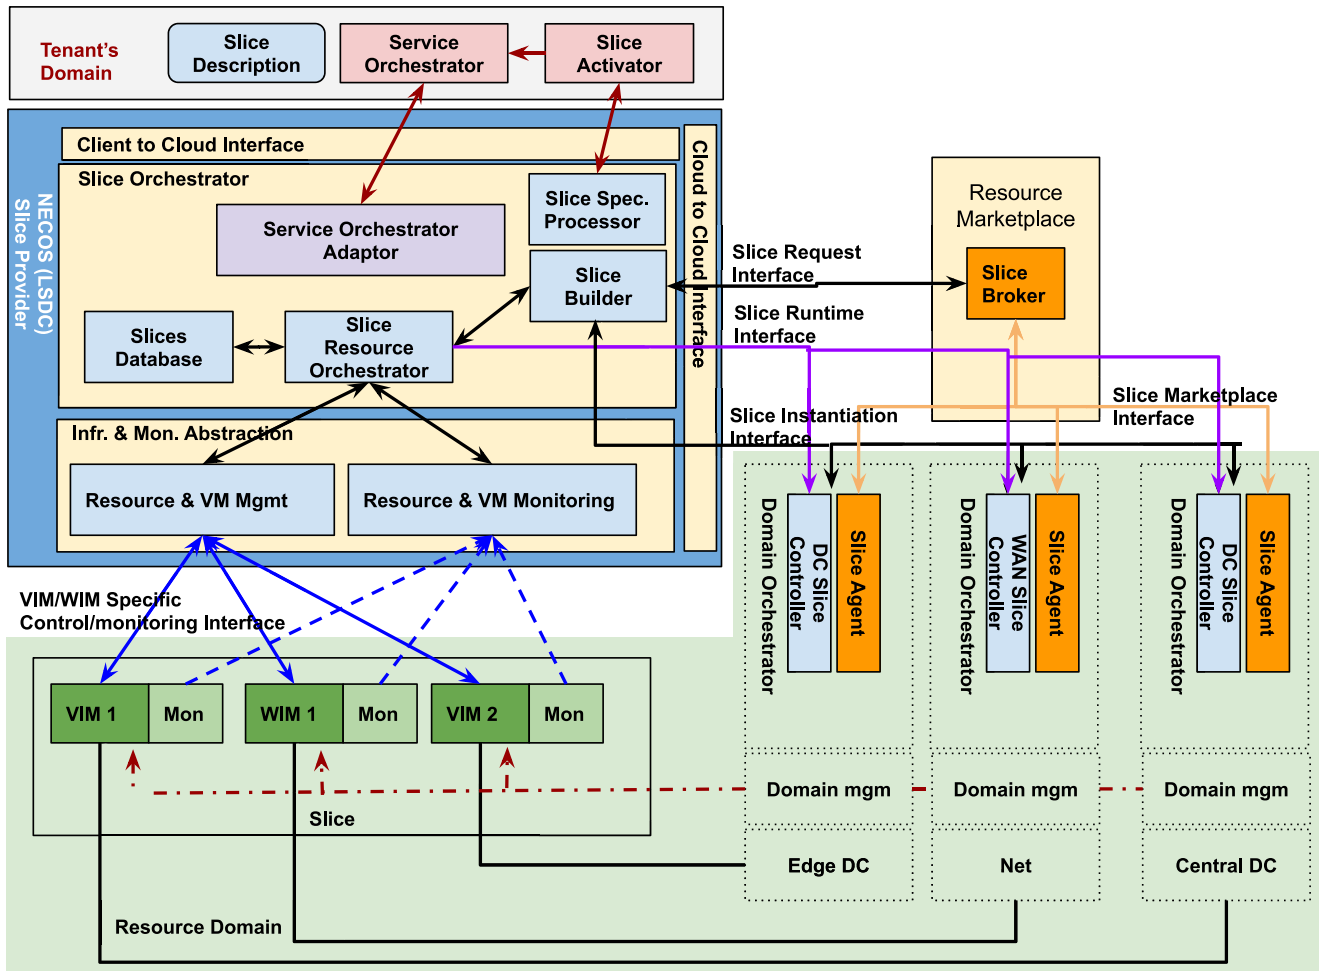 Tenant's
Domain
Slice
Description
Service
Orchestrator
Slice
Activator
NECOS (LSDC)
Slice Provider
Client to Cloud Interface
Cloud to Cloud Interface
Slice Orchestrator
Service Orchestrator
Adaptor
Slice Spec.
Processor
Slice
Builder
Slices
Database
Slice
Resource
Orchestrator
Infr. & Mon. Abstraction
Resource & VM Mgmt
Resource & VM Monitoring
Resource
Marketplace
Slice
Broker
Slice Request
Interface
Slice Runtime
Interface
Slice Instantiation
Interface
Slice Marketplace
Interface
Domain Orchestrator
DC Slice
Controller
Slice Agent
Domain Orchestrator
WAN Slice
Controller
Slice Agent
Domain Orchestrator
DC Slice
Controller
Slice Agent
VIM/WIM Specific
Control/monitoring Interface
VIM 1
Mon
WIM 1
Mon
VIM 2
Mon
Slice
Domain mgm
Domain mgm
Domain mgm
Edge DC
Net
Central DC
Resource Domain